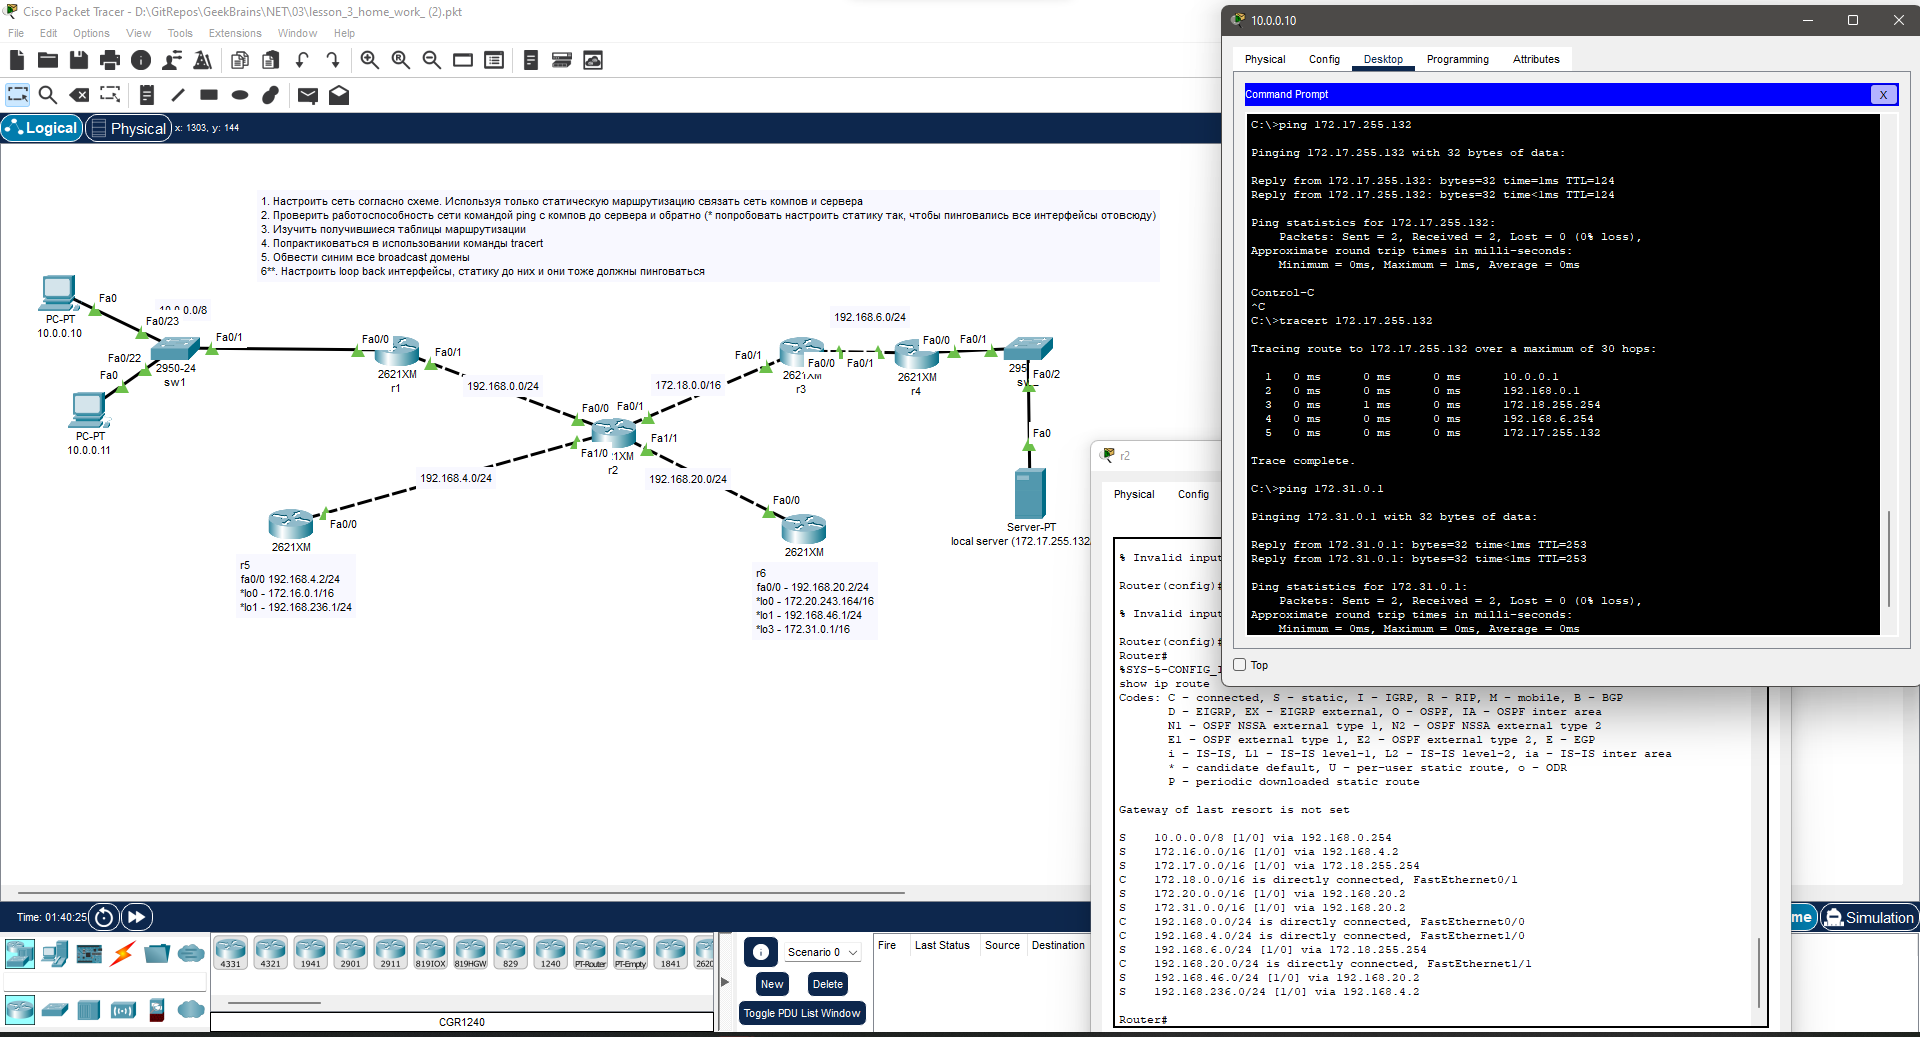 Cisco Packet Tracer - D:\GitRepos\GeekBrains\NET\03\lesson_3_home_work_ (2).pkt
File Edit Options View Tools Extensions Window Help
Logical Physical x: 1303, y: 144
1. Настроить сеть согласно схеме. Используя только статическую маршрутизацию связать сеть компов и сервера
2. Проверить работоспособность сети командой ping с компов до сервера и обратно (* попробовать настроить статику так, чтобы пинговались все интерфейсы отовсюду)
3. Изучить получившиеся таблицы маршрутизации
4. Попрактиковаться в использовании команды tracert
5. Обвести синим все broadcast домены
6**. Настроить loop back интерфейсы, статику до них и они тоже должны пинговаться
Fa0
PC-PT
10.0.0.10
Fa0/23
Fa0/1
Fa0/22
Fa0
2950-24
sw1
PC-PT
10.0.0.11
Fa0/0
Fa0/1
2621XM
r1
192.168.0.0/24
172.18.0.0/16
192.168.6.0/24
Fa0/1
Fa0/0
r3
Fa0/1
Fa0/0
2621XM
r4
Fa0/1
Fa0/2
Fa0
Server-PT
local server (172.17.255.132
Fa0/0 Fa0/1
Fa1/1
Fa1/0
r2
192.168.4.0/24
192.168.20.0/24
Fa0/0
2621XM
r5
fa0/0 192.168.4.2/24
*lo0 - 172.16.0.1/16
*lo1 - 192.168.236.1/24
Fa0/0
2621XM
r6
fa0/0 - 192.168.20.2/24
*lo0 - 172.20.243.164/16
*lo1 - 192.168.46.1/24
*lo3 - 172.31.0.1/16
10.0.0.10
Physical Config Desktop Programming Attributes
Command Prompt
X
C:\>ping 172.17.255.132
Pinging 172.17.255.132 with 32 bytes of data:
Reply from 172.17.255.132: bytes=32 time=1ms TTL=124
Reply from 172.17.255.132: bytes=32 time<1ms TTL=124
Ping statistics for 172.17.255.132:
Packets: Sent = 2, Received = 2, Lost = 0 (0% loss),
Approximate round trip times in milli-seconds:
Minimum = 0ms, Maximum = 1ms, Average = 0ms
Control-C
^C
C:\>tracert 172.17.255.132
Tracing route to 172.17.255.132 over a maximum of 30 hops:
1 0 ms 0 ms 0 ms 10.0.0.1
2 0 ms 0 ms 0 ms 192.168.0.1
3 0 ms 1 ms 0 ms 172.18.255.254
4 0 ms 0 ms 0 ms 192.168.6.254
5 0 ms 0 ms 0 ms 172.17.255.132
Trace complete.
C:\>ping 172.31.0.1
Pinging 172.31.0.1 with 32 bytes of data:
Reply from 172.31.0.1: bytes=32 time<1ms TTL=253
Reply from 172.31.0.1: bytes=32 time<1ms TTL=253
Ping statistics for 172.31.0.1:
Packets: Sent = 2, Received = 2, Lost = 0 (0% loss),
Approximate round trip times in milli-seconds:
Minimum = 0ms, Maximum = 0ms, Average = 0ms
Top
r2
Physical Config
% Invalid input
Router(config)#
% Invalid input
Router(config)#
Router#
%SYS-5-CONFIG_I
show ip route
Codes: C - connected, S - static, I - IGRP, R - RIP, M - mobile, B - BGP
D - EIGRP, EX - EIGRP external, O - OSPF, IA - OSPF inter area
N1 - OSPF NSSA external type 1, N2 - OSPF NSSA external type 2
E1 - OSPF external type 1, E2 - OSPF external type 2, E - EGP
i - IS-IS, L1 - IS-IS level-1, L2 - IS-IS level-2, ia - IS-IS inter area
* - candidate default, U - per-user static route, o - ODR
P - periodic downloaded static route
Gateway of last resort is not set
S 10.0.0.0/8 [1/0] via 192.168.0.254
S 172.16.0.0/16 [1/0] via 192.168.4.2
S 172.17.0.0/16 [1/0] via 172.18.255.254
C 172.18.0.0/16 is directly connected, FastEthernet0/1
S 172.20.0.0/16 [1/0] via 192.168.20.2
S 172.31.0.0/16 [1/0] via 192.168.20.2
C 192.168.0.0/24 is directly connected, FastEthernet0/0
C 192.168.4.0/24 is directly connected, FastEthernet1/0
S 192.168.6.0/24 [1/0] via 172.18.255.254
C 192.168.20.0/24 is directly connected, FastEthernet1/1
S 192.168.46.0/24 [1/0] via 192.168.20.2
S 192.168.236.0/24 [1/0] via 192.168.4.2
Router#
Time: 01:40:25
me Simulation
4331 4321 1941 2901 2911 819IOX 819HGW 829 1240 PT-Router PT-Empty 1841 2620
CGR1240
Scenario 0
New Delete
Toggle PDU List Window
Fire Last Status Source Destination